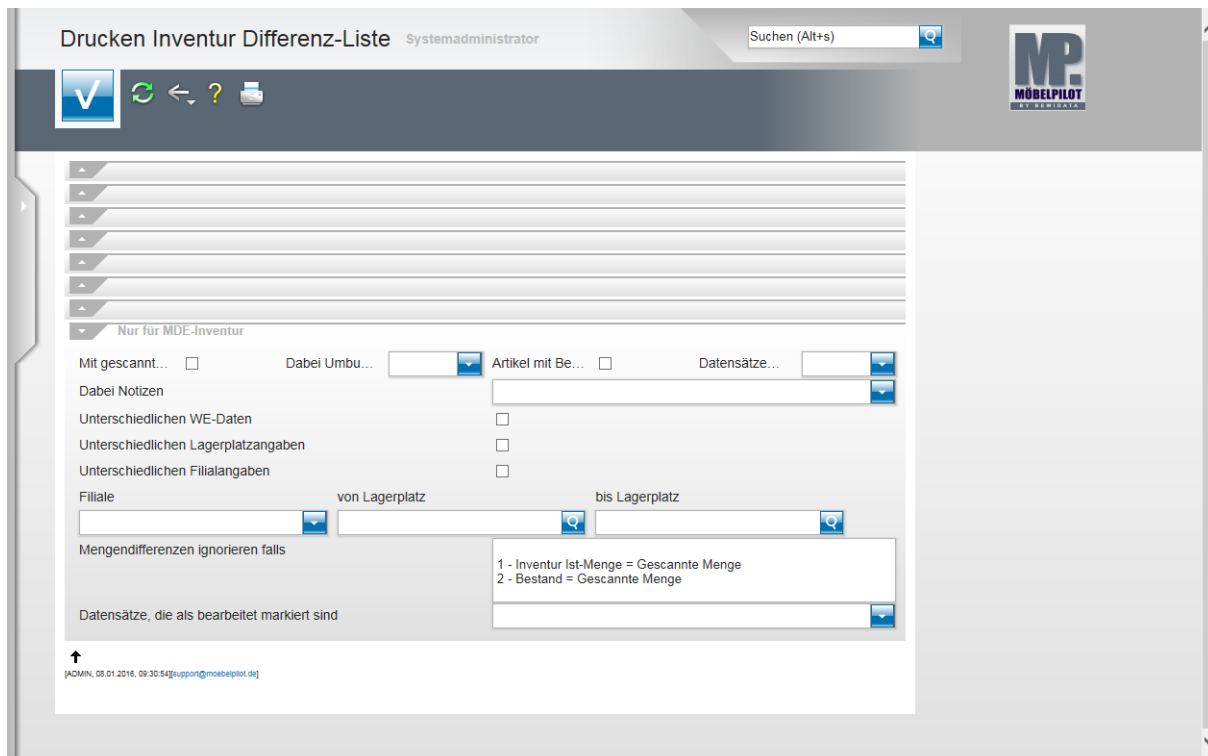 Drucken Inventur Differenz-Liste Systemadministrator Suchen (Alt+s)
MP.
MÖBELPILOT
BY BEWIDATA
?
Nur für MDE-Inventur
Mit gescannt... Dabei Umbu... Artikel mit Be... Datensätze...
Dabei Notizen
Unterschiedlichen WE-Daten
Unterschiedlichen Lagerplatzangaben
Unterschiedlichen Filialangaben
Filiale von Lagerplatz bis Lagerplatz
Mengendifferenzen ignorieren falls
1 - Inventur Ist-Menge = Gescannte Menge
2 - Bestand = Gescannte Menge
Datensätze, die als bearbeitet markiert sind
[ADMIN, 08.01.2016, 09:30:54][support@moebelpilot.de]